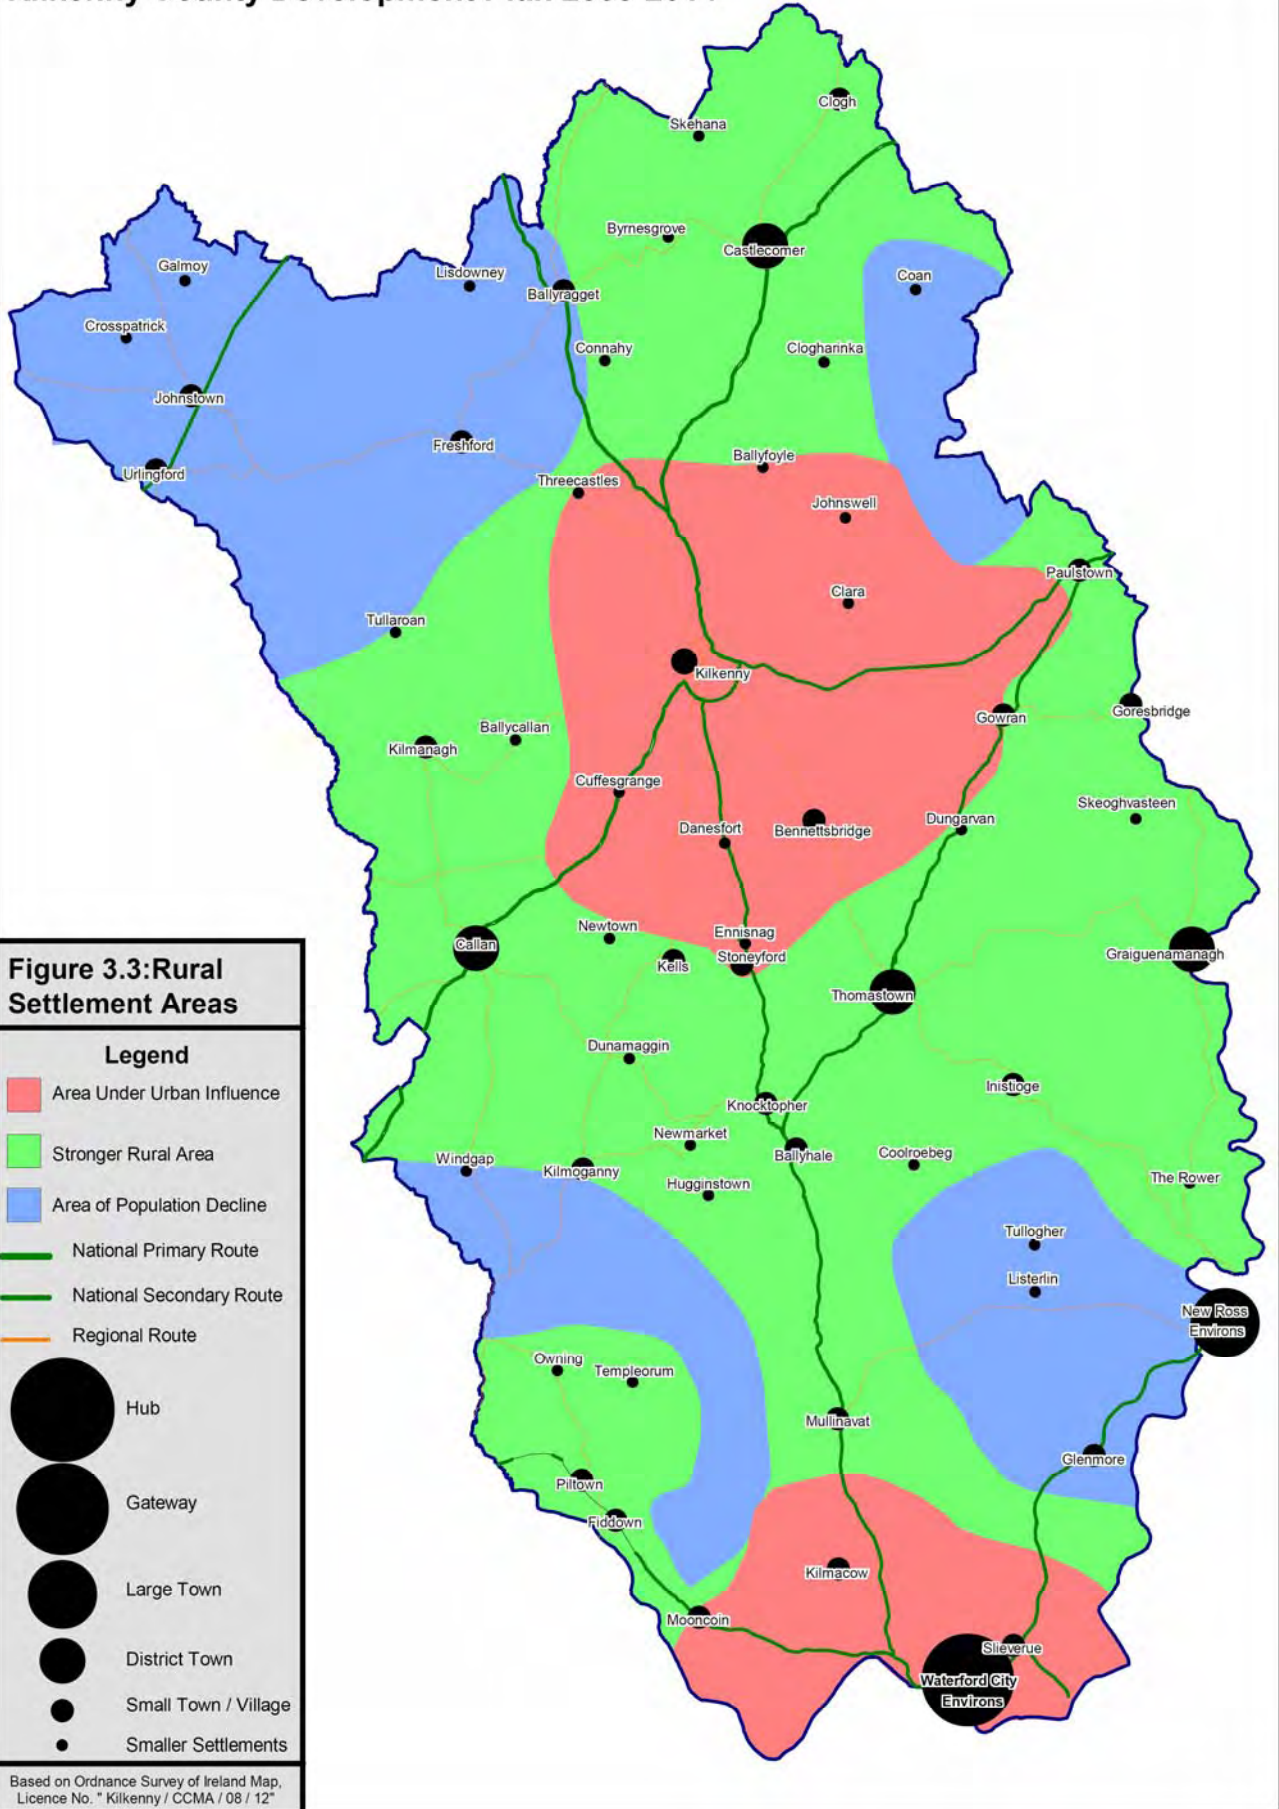 Clogh
Skehana
Byrnesgrove
Castlecomer
Galmoy
Lisdowney
Coan
Ballyragget
Crosspatrick
Connahy
Clogharinka
Johnstown
Freshford
Urlingford
Ballyfoyle
Threecastles
Johnswell
Paulstown
Clara
Tullaroan
Kilkenny
Goresbridge
Gowran
Ballycallan
Kilmanagh
Cuffesgrange
Skeoghvasteen
Danesfort
Bennettsbridge
Dungarvan
Newtown
Ennisnag
Callan
Kells
Stoneyford
Graiguenamanagh
Thomastown
Dunamaggin
Inistioge
Knocktopher
Newmarket
Ballyhale
Coolroebeg
Windgap
Kilmoganny
Hugginstown
The Rower
Tullogher
Listerlin
New Ross
Environs
Owning
Templeorum
Mullinavat
Glenmore
Piltown
Fiddown
Kilmacow
Mooncoin
Slieverue
Waterford City
Environs
Figure 3.3:Rural
Settlement Areas
Legend
Area Under Urban Influence
Stronger Rural Area
Area of Population Decline
National Primary Route
National Secondary Route
Regional Route
Hub
Gateway
Large Town
District Town
Small Town / Village
Smaller Settlements
Based on Ordnance Survey of Ireland Map,
Licence No. " Kilkenny / CCMA / 08 / 12"